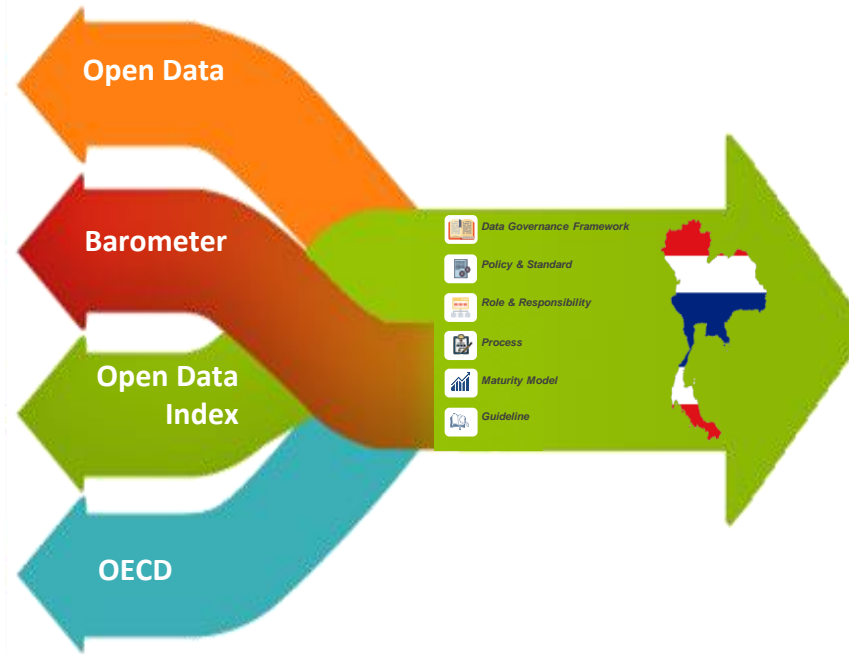 Open Data
Barometer
Open Data
Index
OECD
Data Governance Framework
Policy & Standard
Role & Responsibility
Process
Maturity Model
Guideline